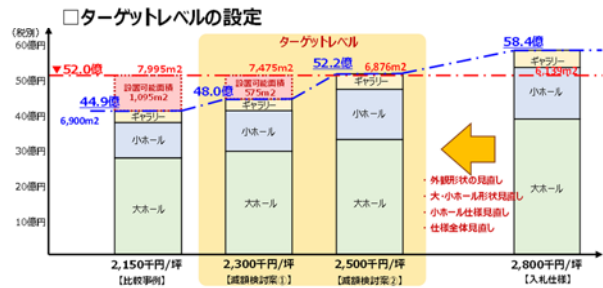 □ターゲットレベルの設定
(税別)
60億円
50億円
40億円
30億円
20億円
10億円
ターゲットレベル
▼52.0億
7,995m2
7,475m2
52.2億
6,876m2
58.4億
ギャラリー
6,139m2
設置可能面積
1,095m2
設置可能面積
575m2
44.9億
48.0億
6,900m2
ギャラリー
ギャラリー
ギャラリー
小ホール
小ホール
小ホール
小ホール
大ホール
大ホール
大ホール
大ホール
・外観形状の見直し
・大・小ホール形状見直し
・小ホール仕様見直し
・仕様全体見直し
2,150千円/坪
2,300千円/坪
2,500千円/坪
2,800千円/坪
【比較事例】
【減額検討案①】
【減額検討案②】
【入札仕様】